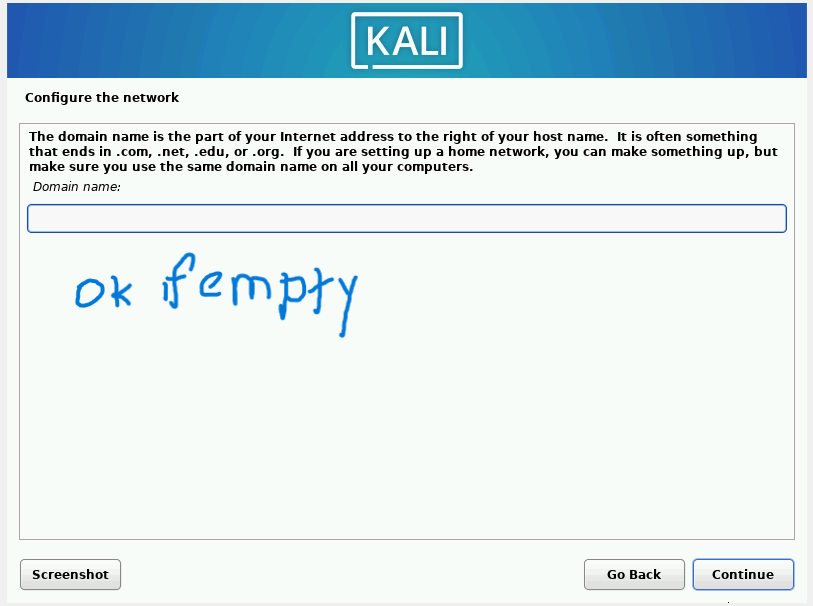 KALI
Configure the network
The domain name is the part of your Internet address to the right of your host name.  It is often something
that ends in .com, .net, .edu, or .org.  If you are setting up a home network, you can make something up, but
make sure you use the same domain name on all your computers.
Domain name:
ok if empty
Screenshot
Go Back
Continue